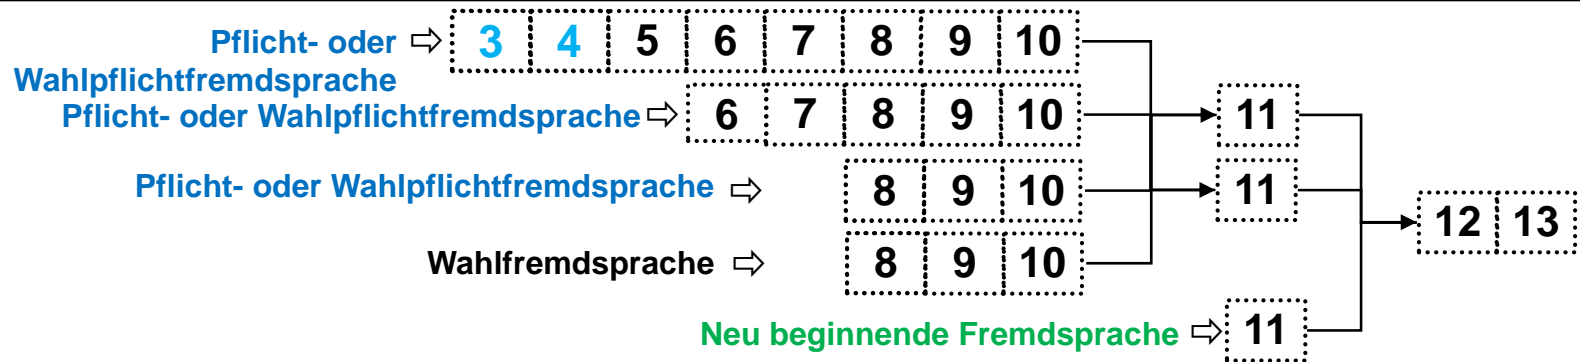 Pflicht- oder ⇨ 3 4 5 6 7 8 9 10
Wahlpflichtfremdsprache
Pflicht- oder Wahlpflichtfremdsprache ⇨ 6 7 8 9 10 11
Pflicht- oder Wahlpflichtfremdsprache ⇨ 8 9 10 11
12 13
Wahlfremdsprache ⇨ 8 9 10
Neu beginnende Fremdsprache ⇨ 11